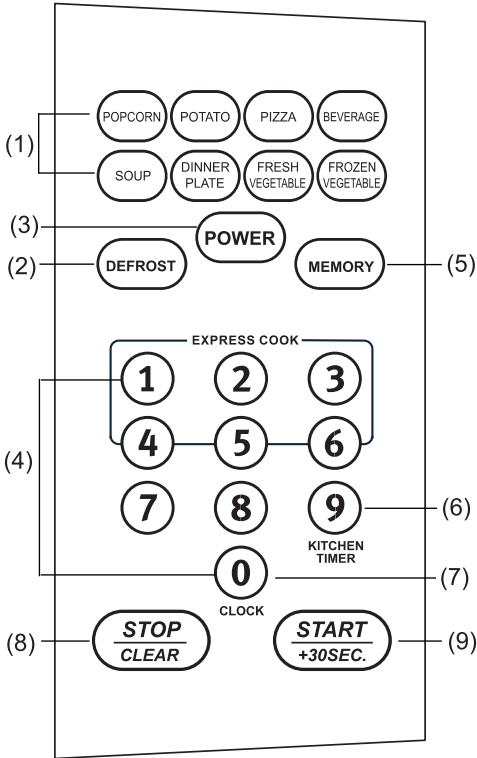 POPCORN POTATO PIZZA BEVERAGE
(1)
SOUP DINNER PLATE FRESH VEGETABLE FROZEN VEGETABLE
(3) POWER
(2) DEFROST MEMORY (5)
EXPRESS COOK
1 2 3
(4) 4 5 6
7 8 9 (6)
KITCHEN
TIMER
0 (7)
CLOCK
(8) STOP START (9)
CLEAR +30SEC.